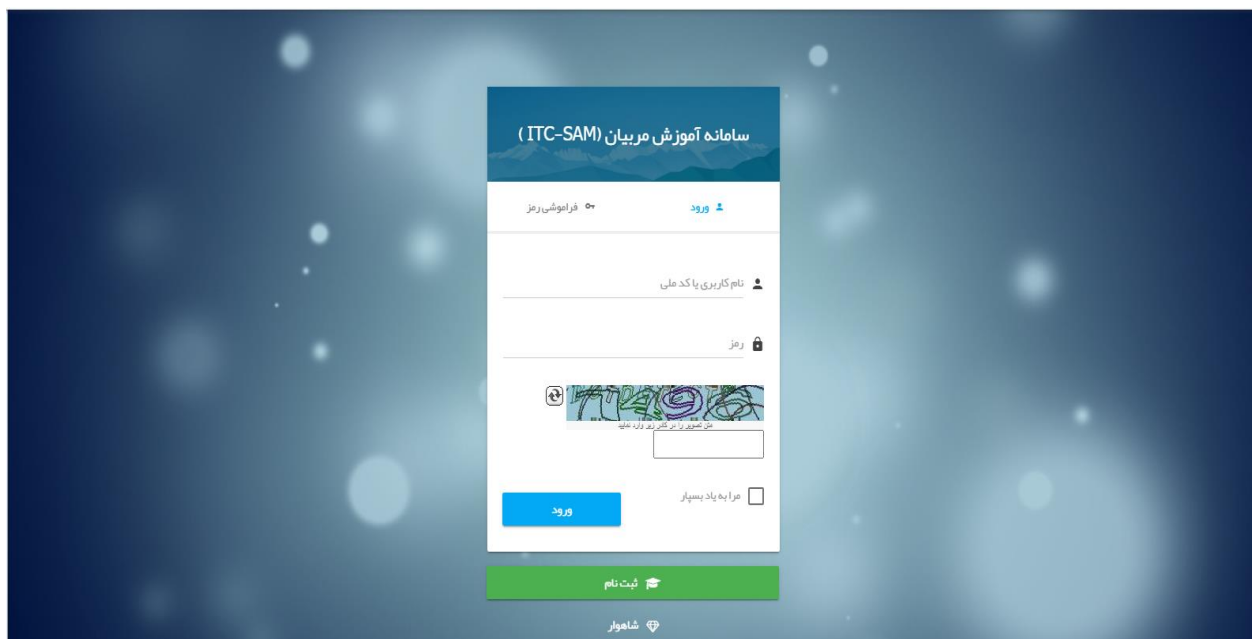 سامانه آموزش مربیان (ITC-SAM )
ورود
فراموشی رمز
نام کاربری یا کد ملی
رمز
متن تصویر را در کادر زیر وارد نمایید
مرا به یاد بسپار
ورود
ثبت نام
شاهوار